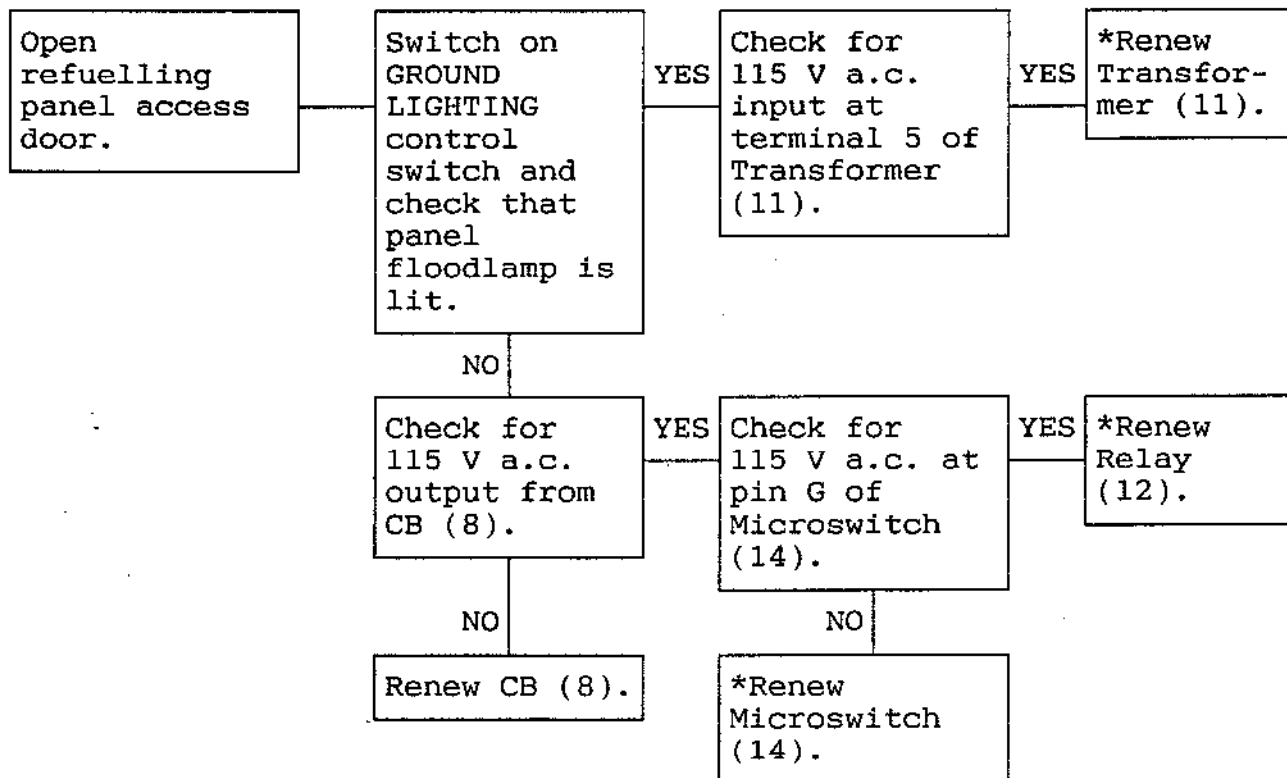 Open
refuelling
panel access
door.
Switch on
GROUND
LIGHTING
control
switch and
check that
panel
floodlamp is
lit.
YES
Check for
115 V a.c.
input at
terminal 5 of
Transformer
(11).
YES
*Renew
Transfor-
mer (11).
NO
Check for
115 V a.c.
output from
CB (8).
YES
Check for
115 V a.c. at
pin G of
Microswitch
(14).
YES
*Renew
Relay
(12).
NO
Renew CB (8).
NO
*Renew
Microswitch
(14).